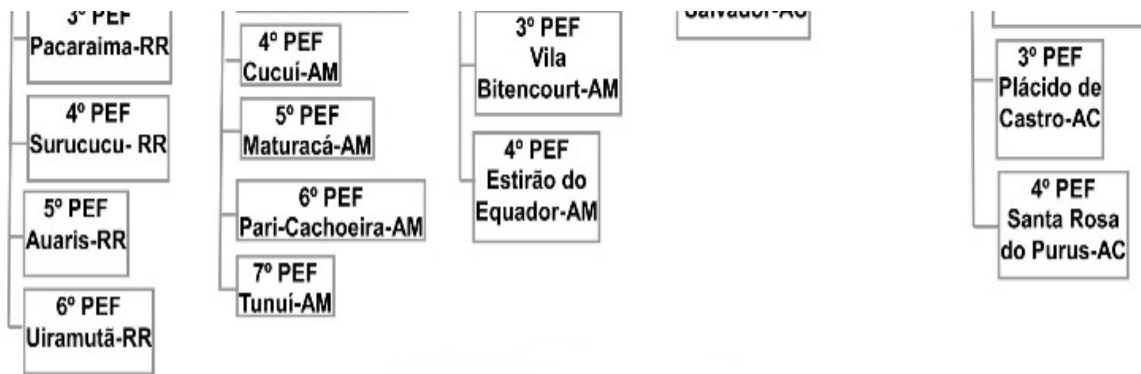 3º PEF
Pacaraima-RR
4º PEF
Surucucu- RR
5º PEF
Auaris-RR
6º PEF
Uiramutã-RR
4º PEF
Cucuí-AM
5º PEF
Maturacá-AM
6º PEF
Pari-Cachoeira-AM
7º PEF
Tunuí-AM
3º PEF
Vila
Bitencourt-AM
4º PEF
Estirão do
Equador-AM
Salvador-AC
3º PEF
Plácido de
Castro-AC
4º PEF
Santa Rosa
do Purus-AC